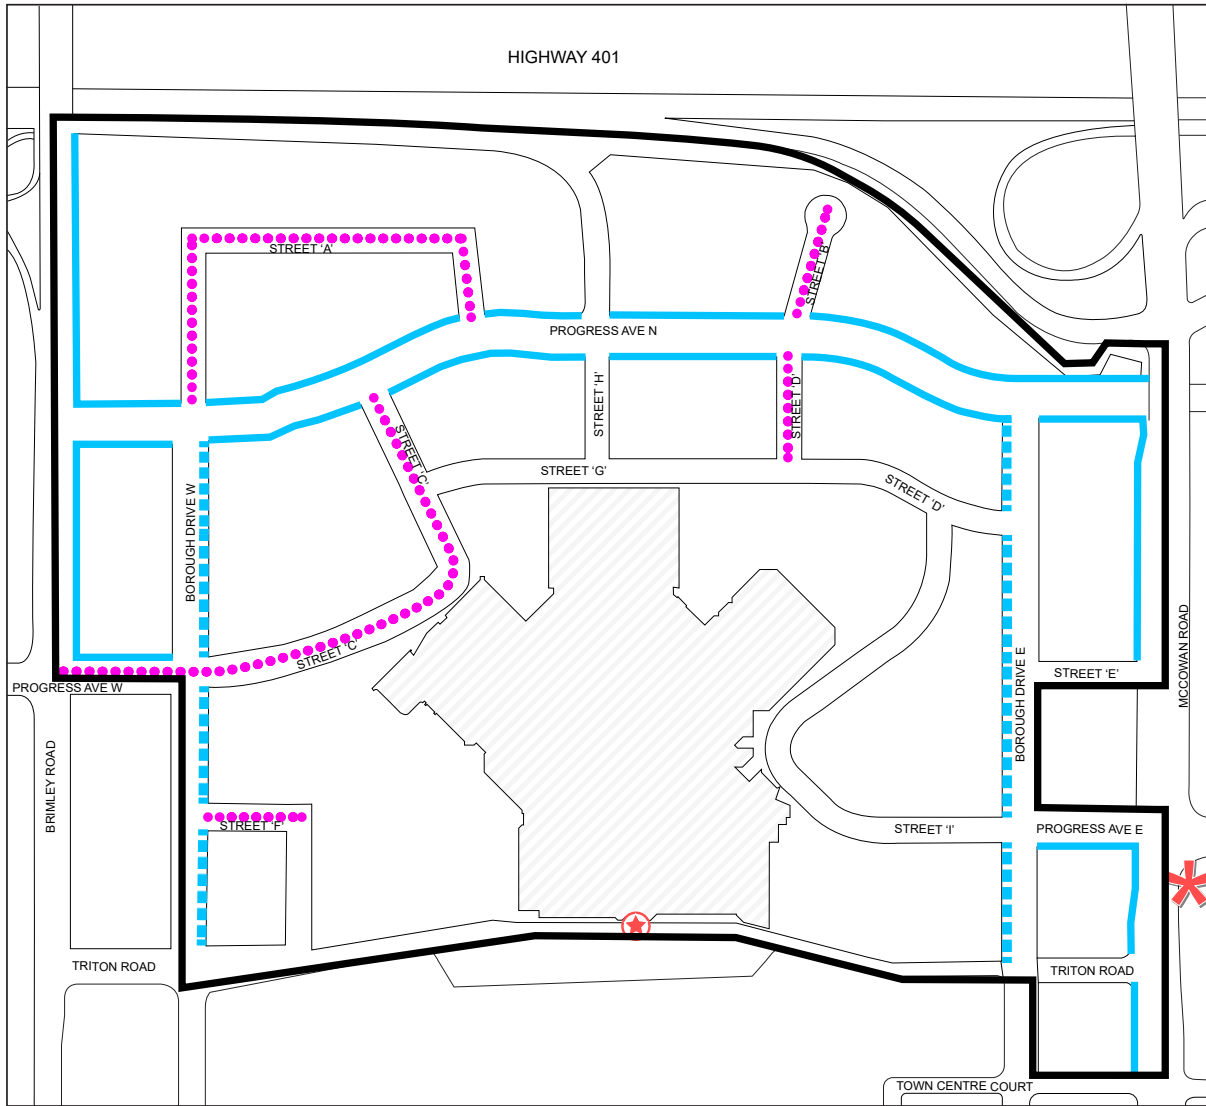 HIGHWAY 401
STREET ‘A’
STREET ‘B’
PROGRESS AVE N
STREET ‘H’
STREET ‘D’
STREET ‘C’
STREET ‘G’
STREET ‘D’
BOROUGH DRIVE W
STREET ‘C’
PROGRESS AVE W
BRIMLEY ROAD
BOROUGH DRIVE E
STREET ‘E’
MCCOWAN ROAD
STREET ‘F’
STREET ‘I’
PROGRESS AVE E
TRITON ROAD
TRITON ROAD
TOWN CENTRE COURT